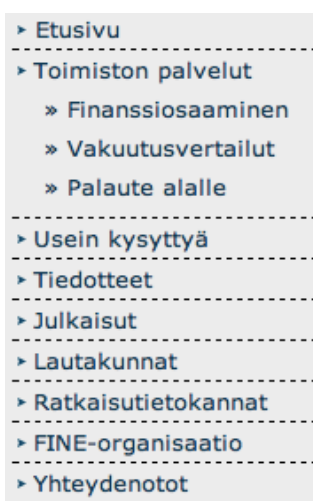 ‣ Etusivu
‣ Toimiston palvelut
» Finanssiosaaminen
» Vakuutusvertailut
» Palaute alalle
‣ Usein kysyttyä
‣ Tiedotteet
‣ Julkaisut
‣ Lautakunnat
‣ Ratkaisutietokannat
‣ FINE-organisaatio
‣ Yhteydenotot